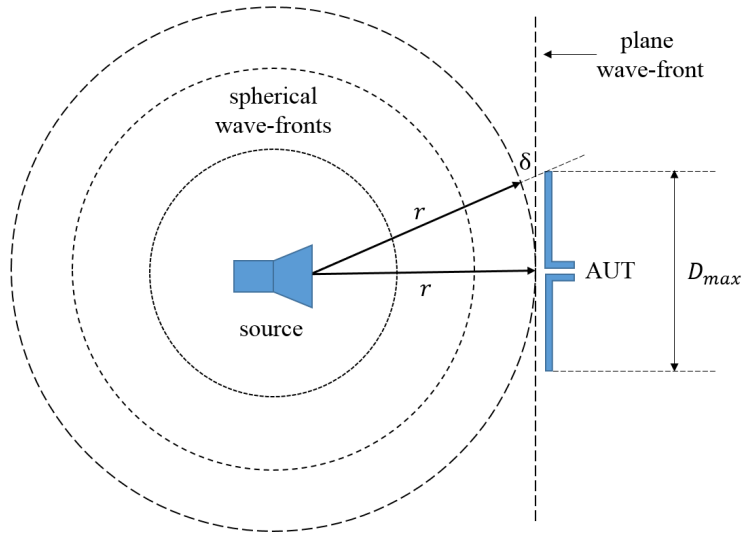 plane
wave-front
spherical
wave-fronts
δ
r
r
AUT
D_max
source